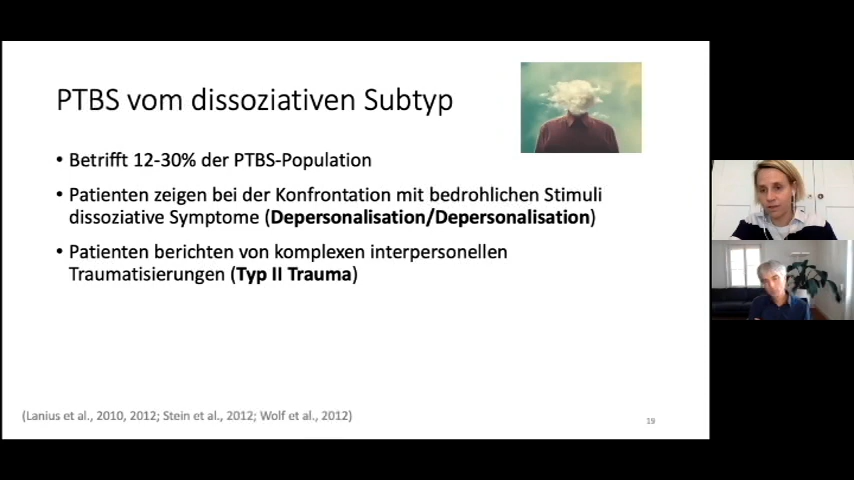 PTBS vom dissoziativen Subtyp
• Betrifft 12-30% der PTBS-Population
• Patienten zeigen bei der Konfrontation mit bedrohlichen Stimuli
dissoziative Symptome (Depersonalisation/Depersonalisation)
• Patienten berichten von komplexen interpersonellen
Traumatisierungen (Typ II Trauma)
(Lanius et al., 2010, 2012; Stein et al., 2012; Wolf et al., 2012)
19